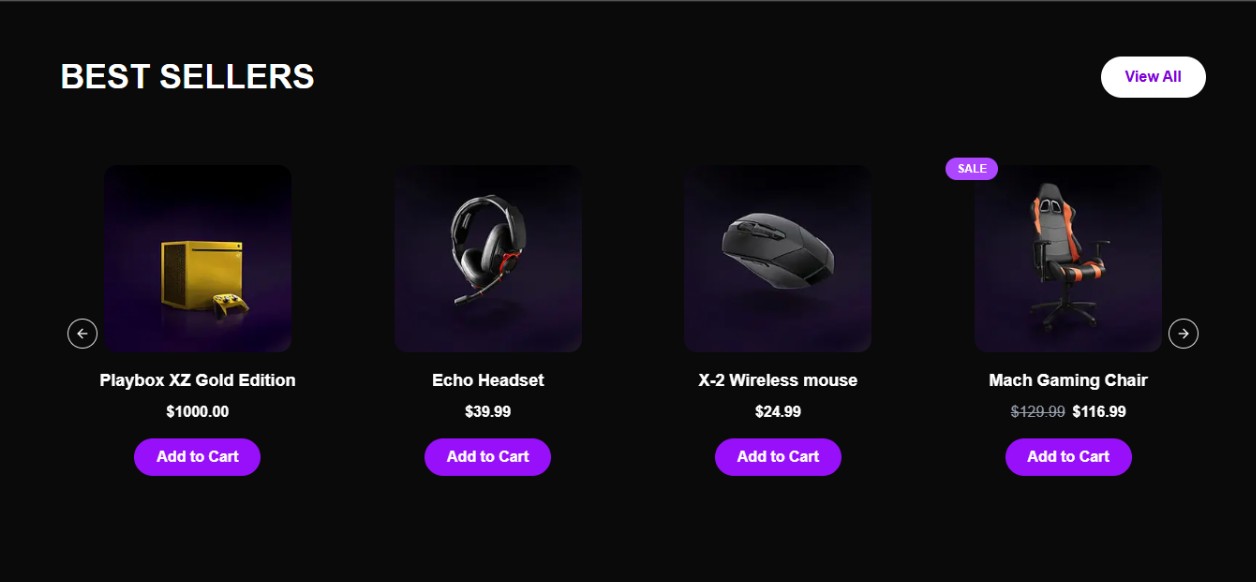 BEST SELLERS
View All
SALE
Playbox XZ Gold Edition
$1000.00
Add to Cart
Echo Headset
$39.99
Add to Cart
X-2 Wireless mouse
$24.99
Add to Cart
Mach Gaming Chair
$129.99 $116.99
Add to Cart